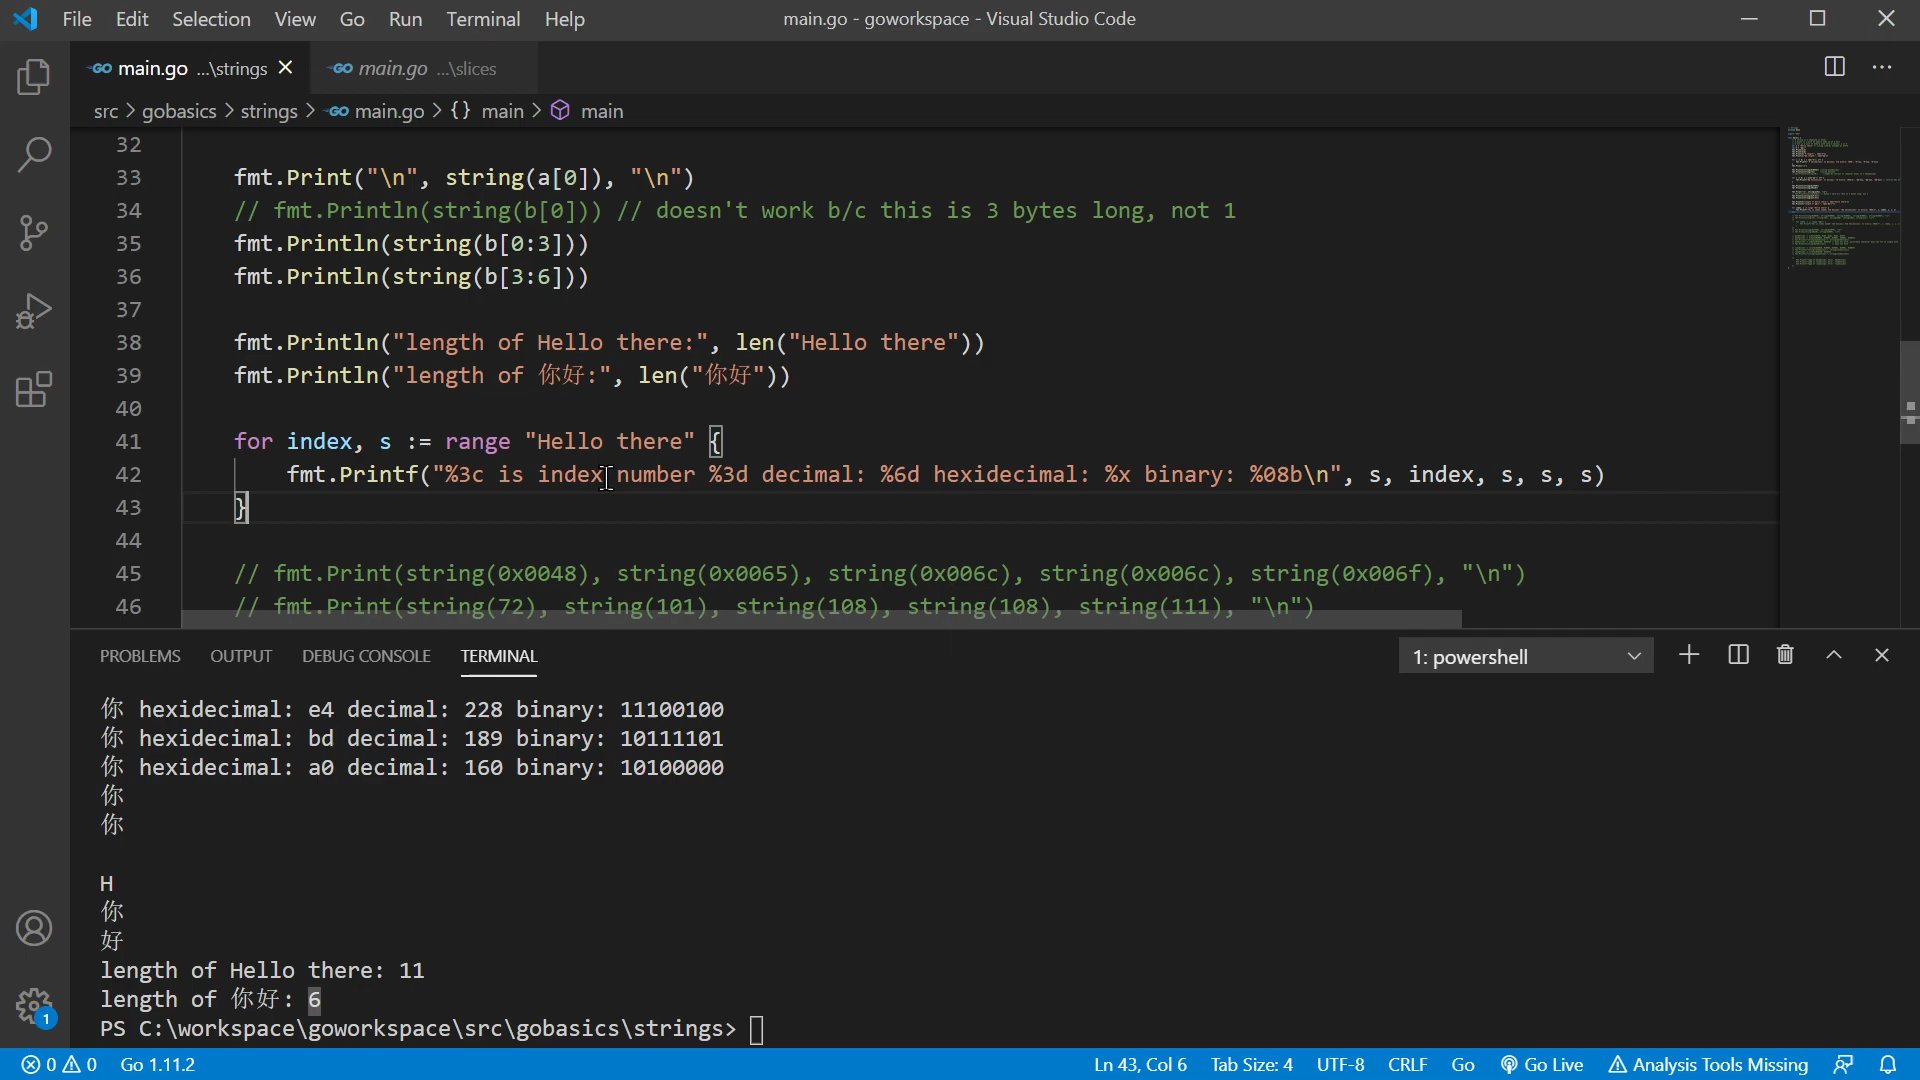 File Edit Selection View Go Run Terminal Help main.go - goworkspace - Visual Studio Code
GO main.go ...\strings GO main.go ...\slices
src > gobasics > strings > GO main.go > {} main > main
32
33 fmt.Print("\n", string(a[0]), "\n")
34 // fmt.Println(string(b[0])) // doesn't work b/c this is 3 bytes long, not 1
35 fmt.Println(string(b[0:3]))
36 fmt.Println(string(b[3:6]))
37
38 fmt.Println("length of Hello there:", len("Hello there"))
39 fmt.Println("length of 你好:", len("你好"))
40
41 for index, s := range "Hello there" {
42 fmt.Printf("%3c is index number %3d decimal: %6d hexidecimal: %x binary: %08b\n", s, index, s, s, s)
43 }
44
45 // fmt.Print(string(0x0048), string(0x0065), string(0x006c), string(0x006c), string(0x006f), "\n")
46 // fmt.Print(string(72), string(101), string(108), string(108), string(111), "\n")
PROBLEMS OUTPUT DEBUG CONSOLE TERMINAL 1: powershell
你 hexidecimal: e4 decimal: 228 binary: 11100100
你 hexidecimal: bd decimal: 189 binary: 10111101
你 hexidecimal: a0 decimal: 160 binary: 10100000
你
你
H
你
好
length of Hello there: 11
length of 你好: 6
PS C:\workspace\goworkspace\src\gobasics\strings>
1
0 0 Go 1.11.2 Ln 43, Col 6 Tab Size: 4 UTF-8 CRLF Go Go Live Analysis Tools Missing